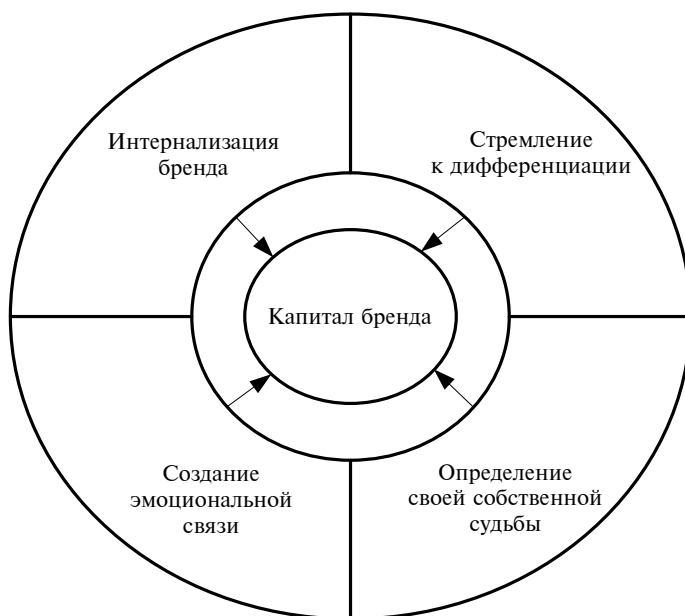 Интернализация
бренда
Стремление
к дифференциации
Капитал бренда
Создание
эмоциональной
связи
Определение
своей собственной
судьбы